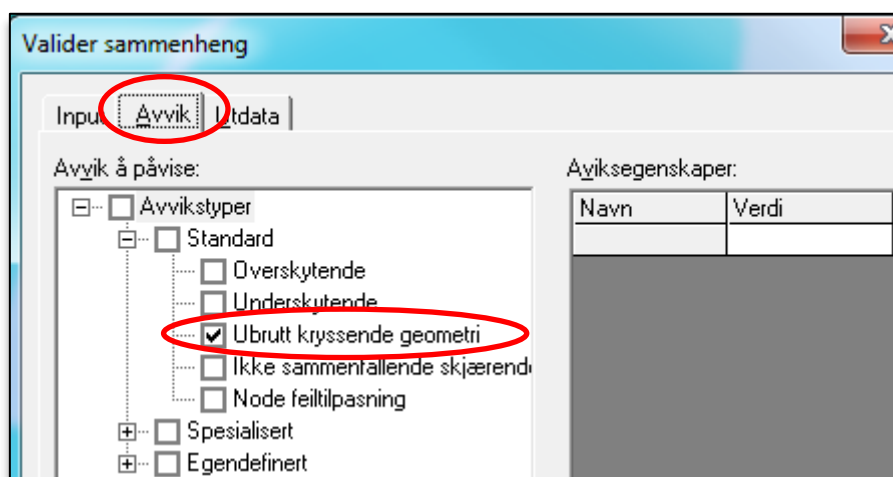 Valider sammenheng
Input Avvik Utdata
Avvik å påvise:
Aviksegenskaper:
Avvikstyper
Standard
Overskytende
Underskytende
Ubrutt kryssende geometri
Ikke sammenfallende skjærende
Node feiltilpasning
Spesialisert
Egendefinert
Navn Verdi